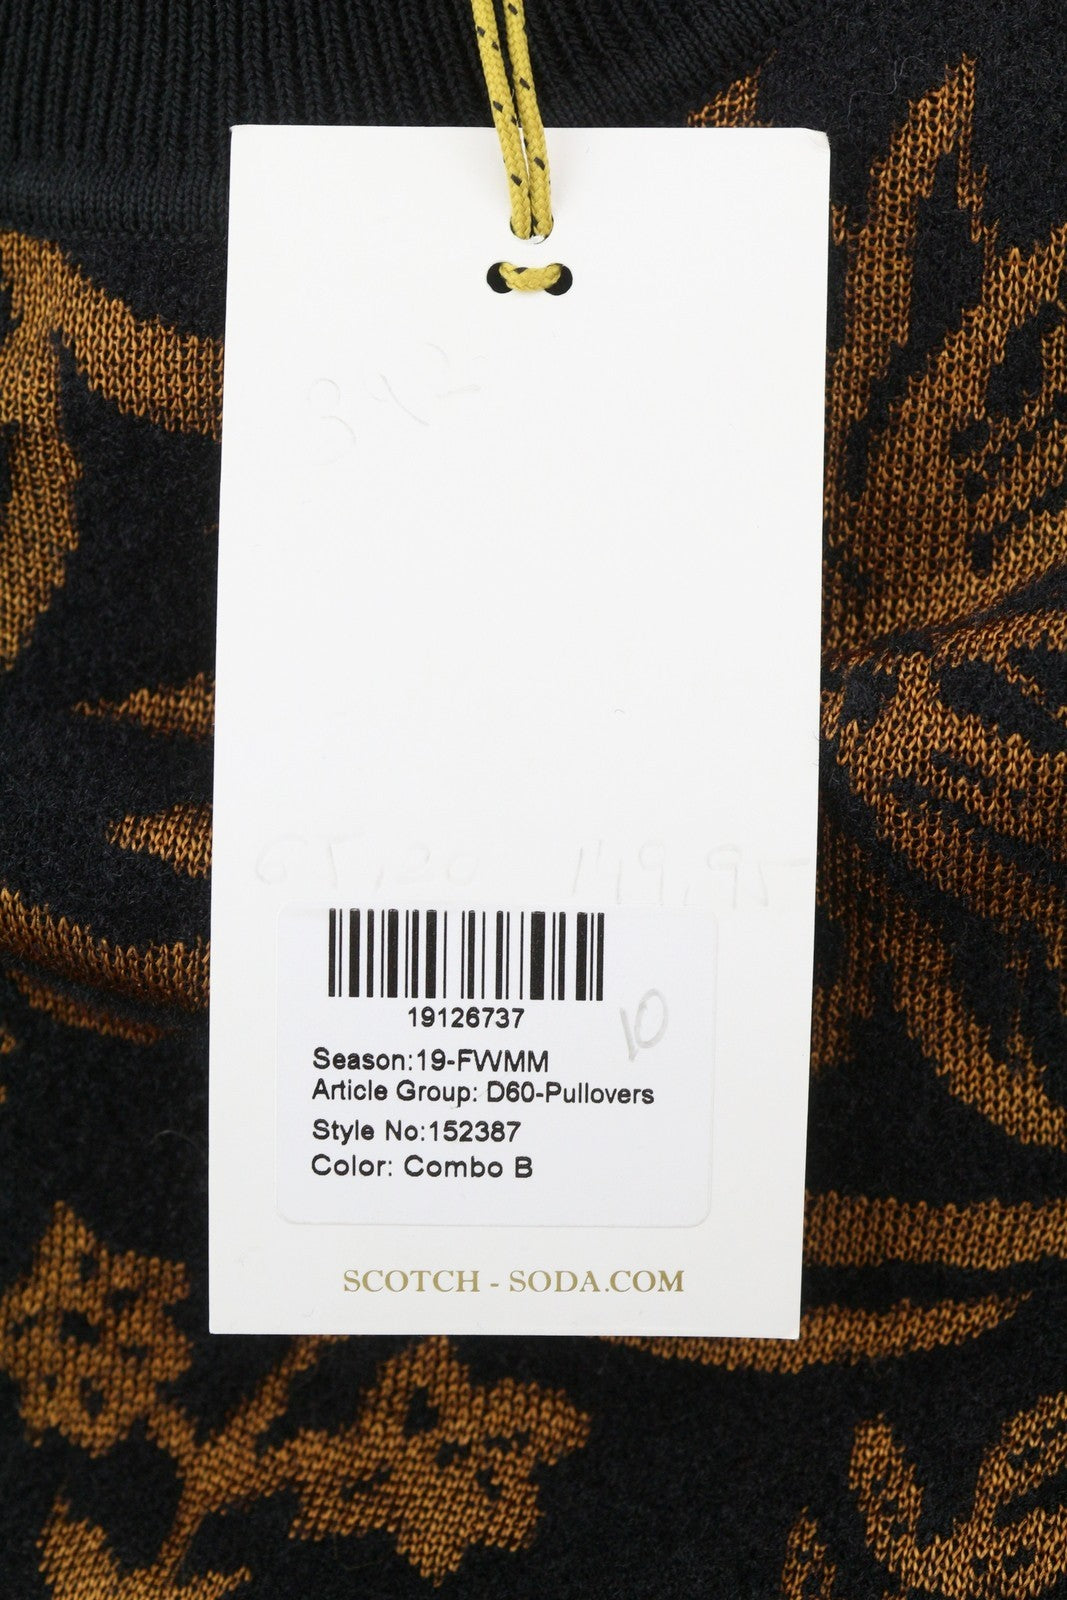 65,20 149,95
19126737
10
Season:19-FWMM
Article Group: D60-Pullovers
Style No:152387
Color: Combo B
SCOTCH - SODA.COM